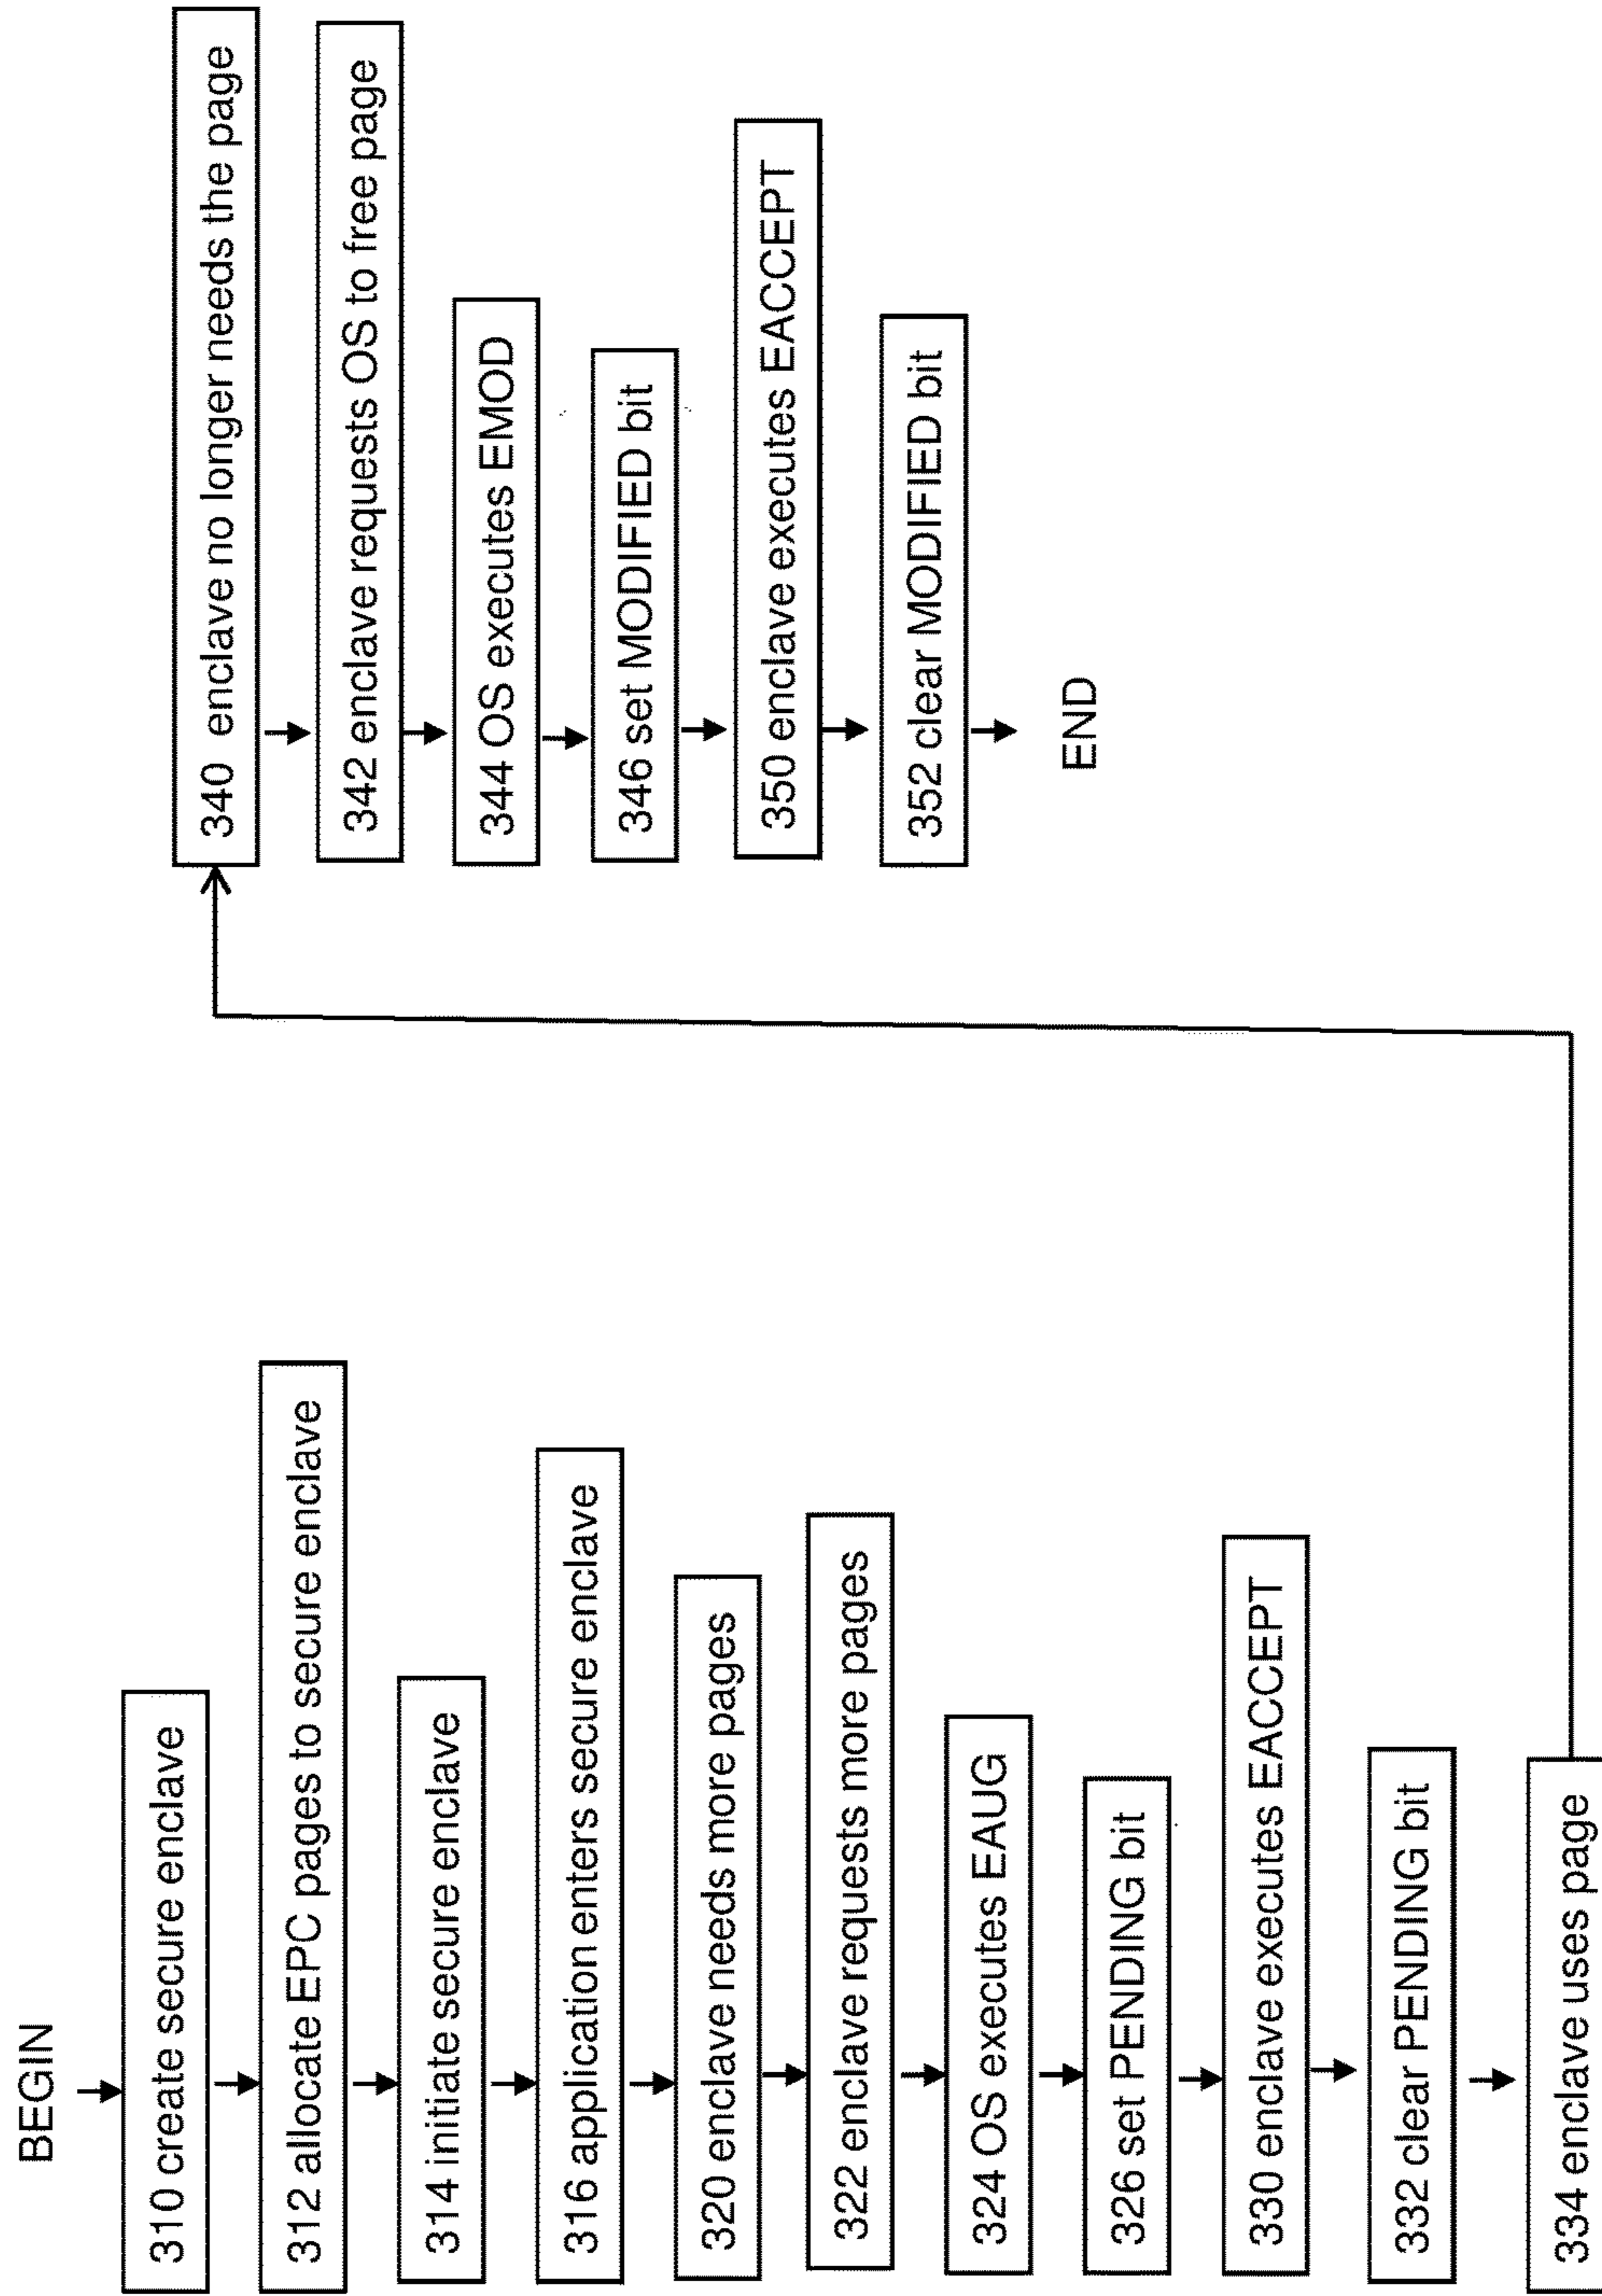 BEGIN
310 create secure enclave
312 allocate EPC pages to secure enclave
314 initiate secure enclave
316 application enters secure enclave
320 enclave needs more pages
322 enclave requests more pages
324 OS executes EAUG
326 set PENDING bit
330 enclave executes EACCEPT
332 clear PENDING bit
334 enclave uses page
340 enclave no longer needs the page
342 enclave requests OS to free page
344 OS executes EMOD
346 set MODIFIED bit
350 enclave executes EACCEPT
352 clear MODIFIED bit
END